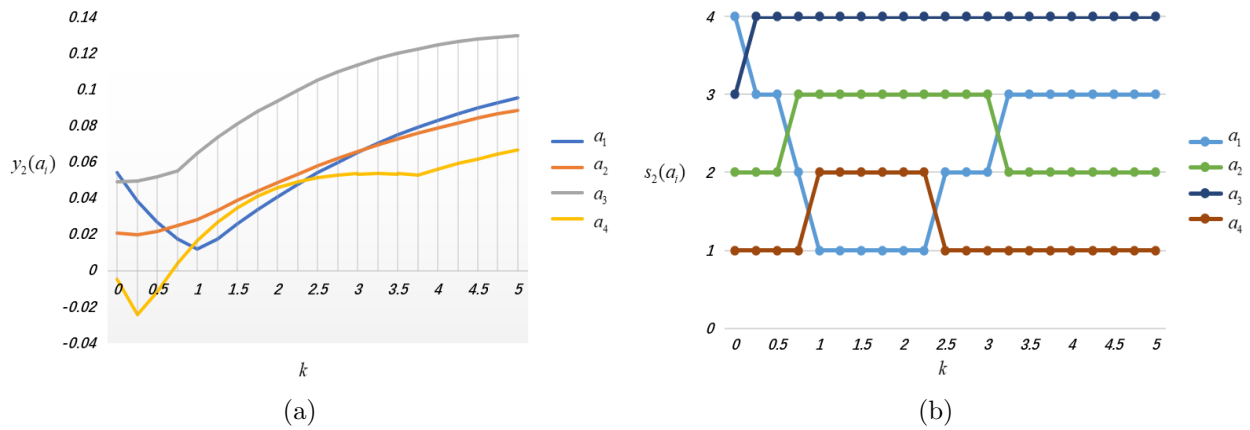 0.14
0.12
0.1
0.08
0.06
0.04
0.02
0
-0.02
-0.04
y₂(aᵢ)
0 0.5 1 1.5 2 2.5 3 3.5 4 4.5 5
k
a₁
a₂
a₃
a₄
(a)
4
3
2
1
0
s₂(aᵢ)
0 0.5 1 1.5 2 2.5 3 3.5 4 4.5 5
k
a₁
a₂
a₃
a₄
(b)